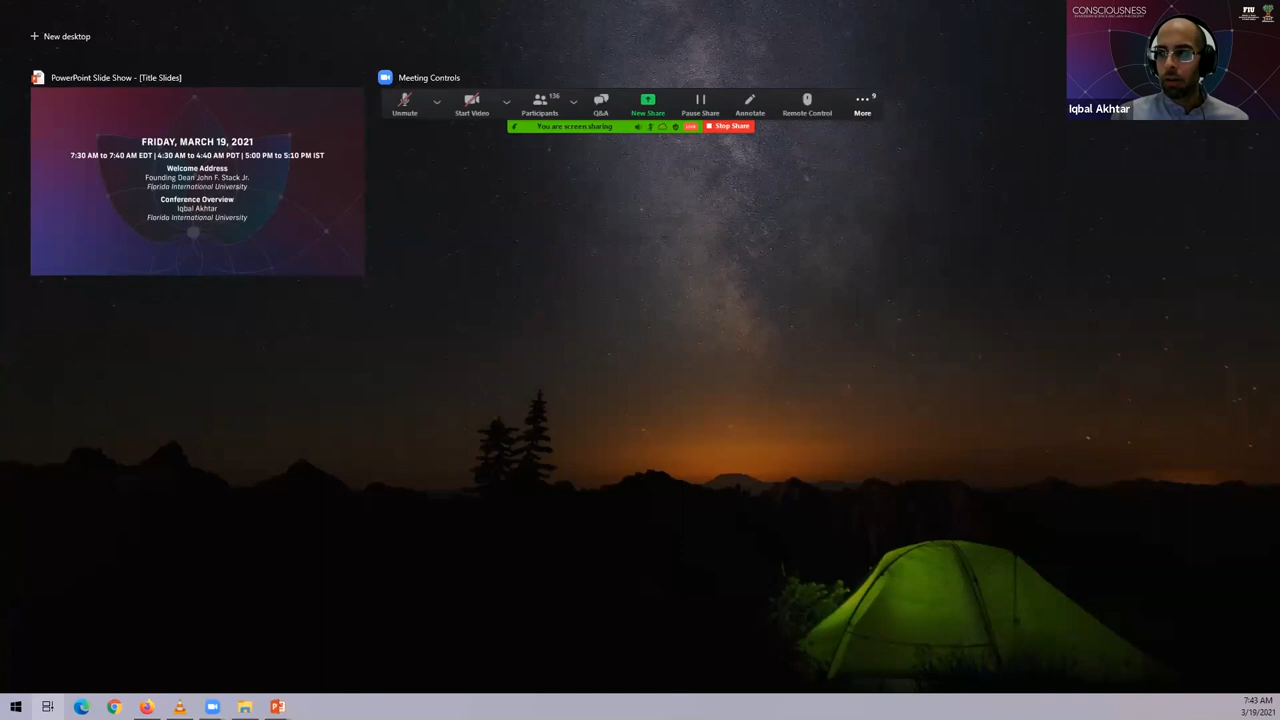 New desktop
PowerPoint Slide Show - [Title Slides]
FRIDAY, MARCH 19, 2021
7:30 AM to 7:40 AM EDT | 4:30 AM to 4:40 AM PDT | 5:00 PM to 5:10 PM IST
Welcome Address
Founding Dean John F. Stack Jr.
Florida International University
Conference Overview
Iqbal Akhtar
Florida International University
Meeting Controls
136
9
Unmute
Start Video
Participants
Q&A
New Share
Pause Share
Annotate
Remote Control
More
You are screen sharing
Stop Share
CONSCIOUSNESS
FIU
Iqbal Akhtar
7:43 AM
3/19/2021